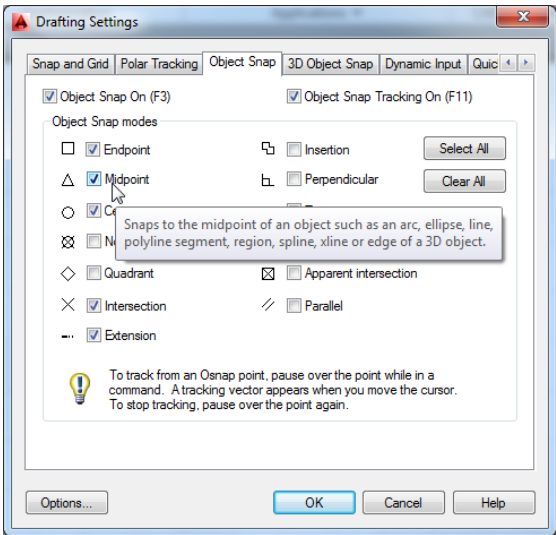 Drafting Settings
Snap and Grid Polar Tracking Object Snap 3D Object Snap Dynamic Input Quic
Object Snap On (F3) Object Snap Tracking On (F11)
Object Snap modes
Endpoint Insertion Select All
Midpoint Perpendicular Clear All
Ce
Snaps to the midpoint of an object such as an arc, ellipse, line,
polyline segment, region, spline, xline or edge of a 3D object.
Quadrant Apparent intersection
Intersection Parallel
Extension
To track from an Osnap point, pause over the point while in a
command. A tracking vector appears when you move the cursor.
To stop tracking, pause over the point again.
Options... OK Cancel Help